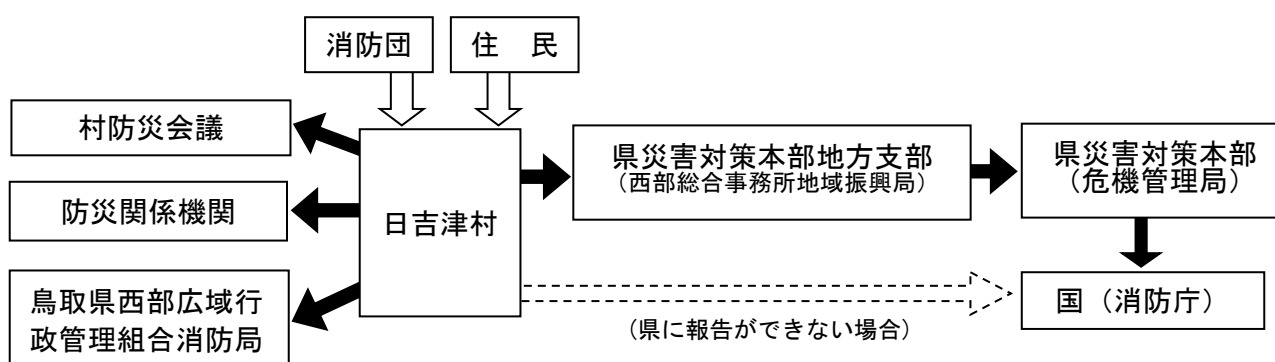 消防団
住　民
村防災会議
防災関係機関
鳥取県西部広域行
政管理組合消防局
日吉津村
県災害対策本部地方支部
（西部総合事務所地域振興局）
県災害対策本部
（危機管理局）
国（消防庁）
（県に報告ができない場合）